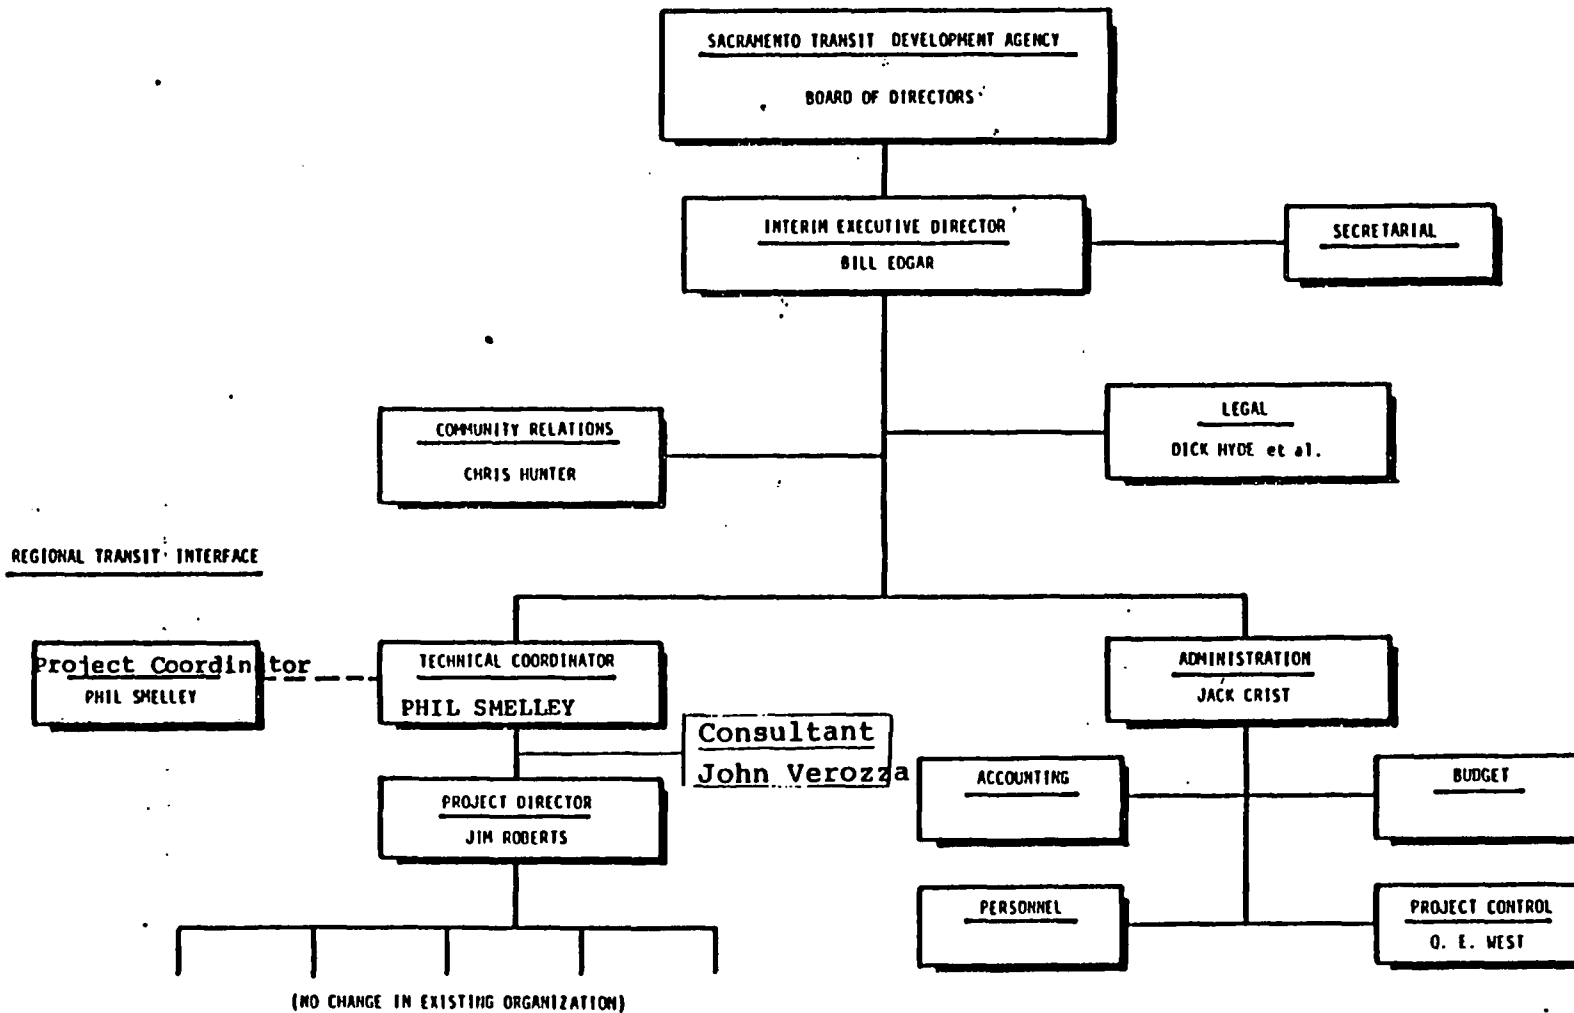 SACRAMENTO TRANSIT DEVELOPMENT AGENCY
BOARD OF DIRECTORS
INTERIM EXECUTIVE DIRECTOR
BILL EDGAR
SECRETARIAL
COMMUNITY RELATIONS
CHRIS HUNTER
LEGAL
DICK HYDE et al.
REGIONAL TRANSIT INTERFACE
Project Coordinator
PHIL SMELLEY
TECHNICAL COORDINATOR
PHIL SMELLEY
ADMINISTRATION
JACK CRIST
Consultant
John Verozza
PROJECT DIRECTOR
JIM ROBERTS
ACCOUNTING
BUDGET
PERSONNEL
PROJECT CONTROL
O. E. WEST
(NO CHANGE IN EXISTING ORGANIZATION)